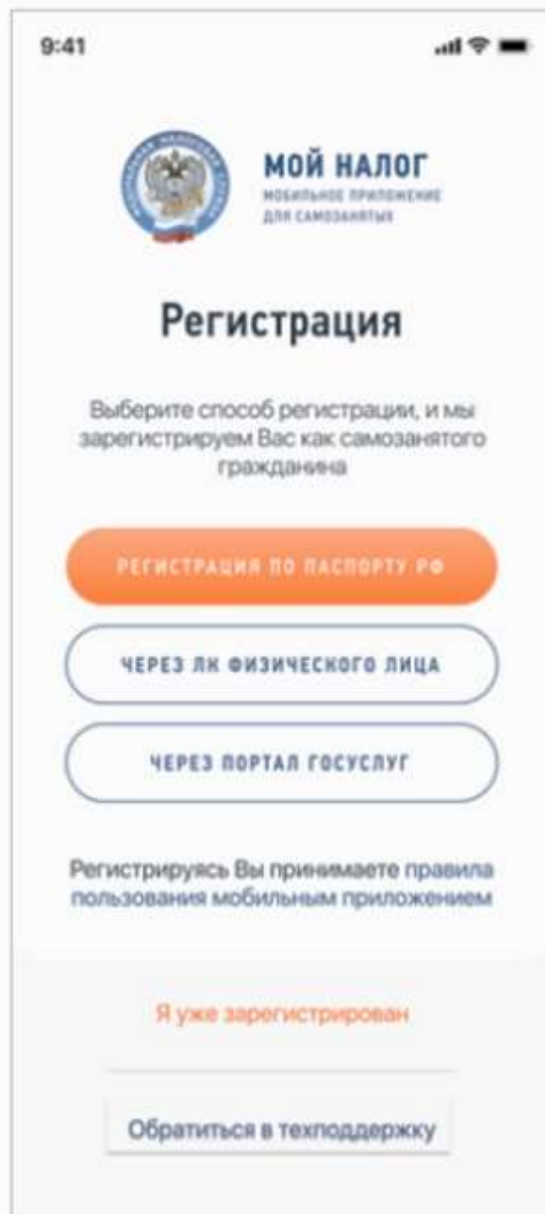 9:41
МОЙ НАЛОГ
МОБИЛЬНОЕ ПРИЛОЖЕНИЕ
ДЛЯ САМОЗАНЯТЫХ
Регистрация
Выберите способ регистрации, и мы
зарегистрируем Вас как самозанятого
гражданина
РЕГИСТРАЦИЯ ПО ПАСПОРТУ РФ
ЧЕРЕЗ ЛК ФИЗИЧЕСКОГО ЛИЦА
ЧЕРЕЗ ПОРТАЛ ГОСУСЛУГ
Регистрируясь Вы принимаете правила
пользования мобильным приложением
Я уже зарегистрирован
Обратиться в техподдержку